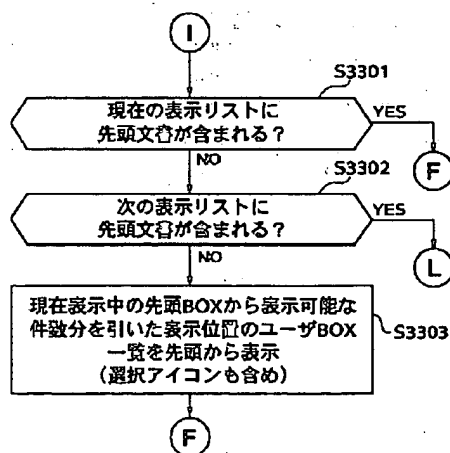 I
S3301
現在の表示リストに
先頭文書が含まれる?
YES
F
NO
S3302
次の表示リストに
先頭文書が含まれる?
YES
L
NO
現在表示中の先頭BOXから表示可能な
件数分を引いた表示位置のユーザBOX
一覧を先頭から表示
(選択アイコンも含め)
S3303
F